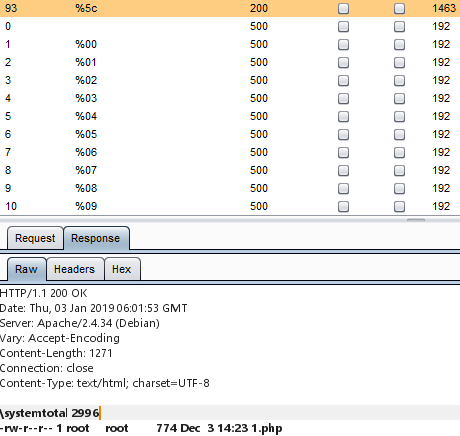 93 %5c 200 1463
0 500 192
1 %00 500 192
2 %01 500 192
3 %02 500 192
4 %03 500 192
5 %04 500 192
6 %05 500 192
7 %06 500 192
8 %07 500 192
9 %08 500 192
10 %09 500 192
Request Response
Raw Headers Hex
HTTP/1.1 200 OK
Date: Thu, 03 Jan 2019 06:01:53 GMT
Server: Apache/2.4.34 (Debian)
Vary: Accept-Encoding
Content-Length: 1271
Connection: close
Content-Type: text/html; charset=UTF-8
\systemtotal 2996
-rw-r--r-- 1 root root 774 Dec 3 14:23 1.php